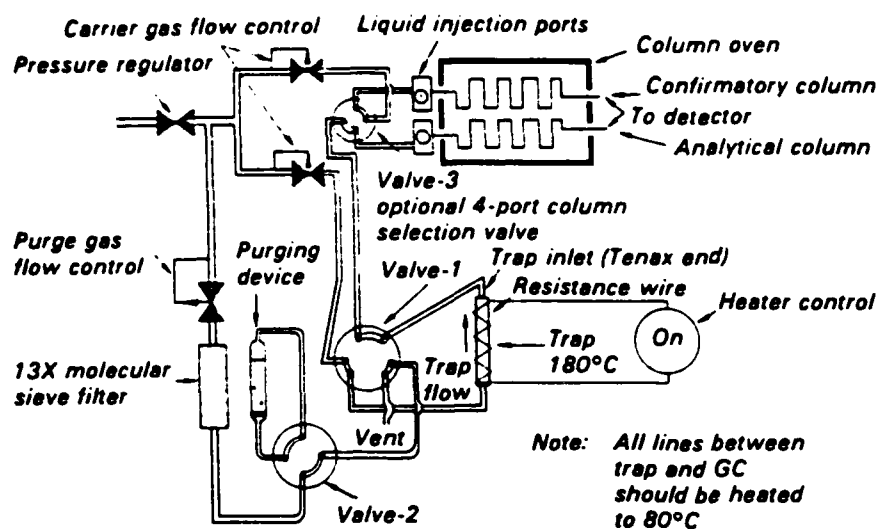 Carrier gas flow control
Pressure regulator
Liquid injection ports
Column oven
Confirmatory column
To detector
Analytical column
Valve-3
optional 4-port column
selection valve
Purge gas
flow control
Purging
device
Valve-1
Trap inlet (Tenax end)
Resistance wire
Heater control
On
Trap
180°C
Trap
flow
13X molecular
sieve filter
Vent
Valve-2
Note: All lines between
trap and GC
should be heated
to 80°C